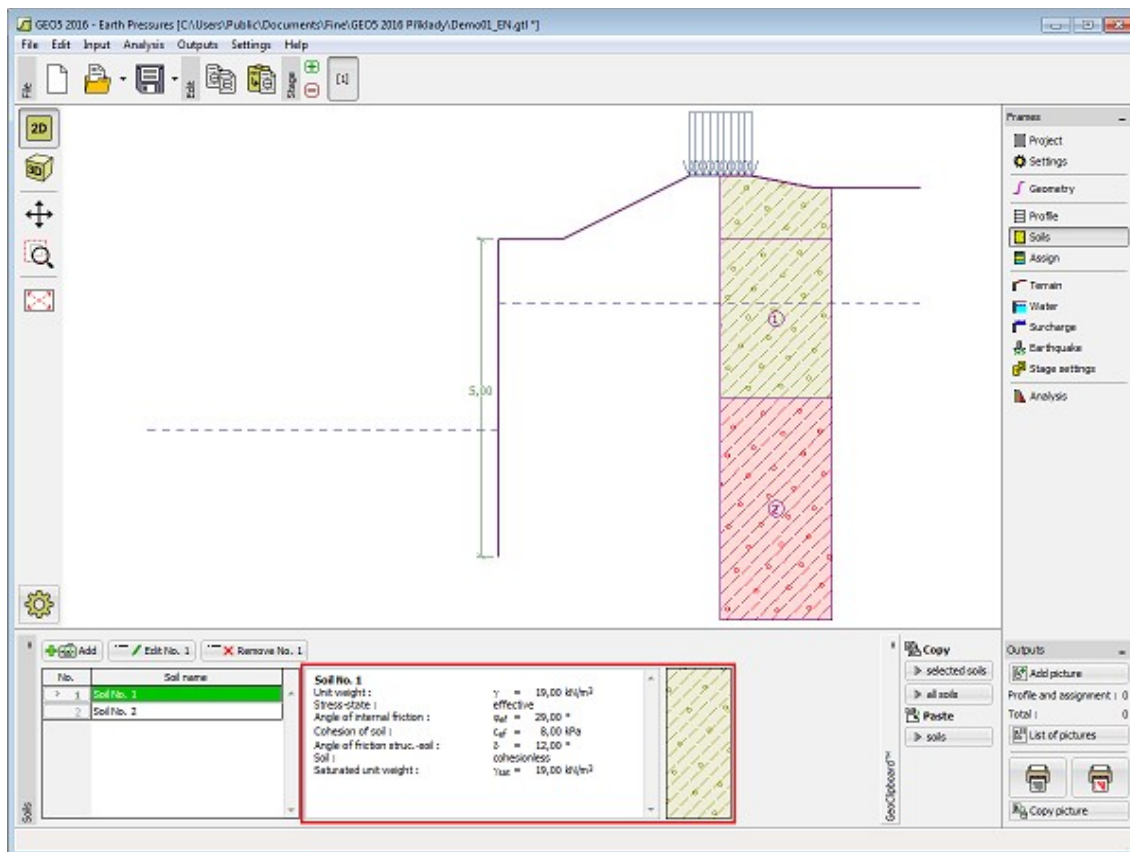 GEO5 2016 - Earth Pressures [C:\Users\Public\Documents\Fine\GEO5 2016 Příklady\Demo01_EN.gtl *]
File Edit Input Analysis Outputs Settings Help
File
Edit
Stage
[1]
2D
3D
5,00
1
2
Frames
Project
Settings
Geometry
Profile
Soils
Assign
Terrain
Water
Surcharge
Earthquake
Stage settings
Analysis
Soils
Add
Edit No. 1
Remove No. 1
No. Soil name
> 1 Soil No. 1
2 Soil No. 2
Soil No. 1
Unit weight : γ = 19,00 kN/m³
Stress-state : effective
Angle of internal friction : φef = 29,00 °
Cohesion of soil : cef = 8,00 kPa
Angle of friction struc.-soil : δ = 12,00 °
Soil : cohesionless
Saturated unit weight : γsat = 19,00 kN/m³
GeoClipboard™
Copy
selected soils
all soils
Paste
soils
Outputs
Add picture
Profile and assignment : 0
Total : 0
List of pictures
Copy picture